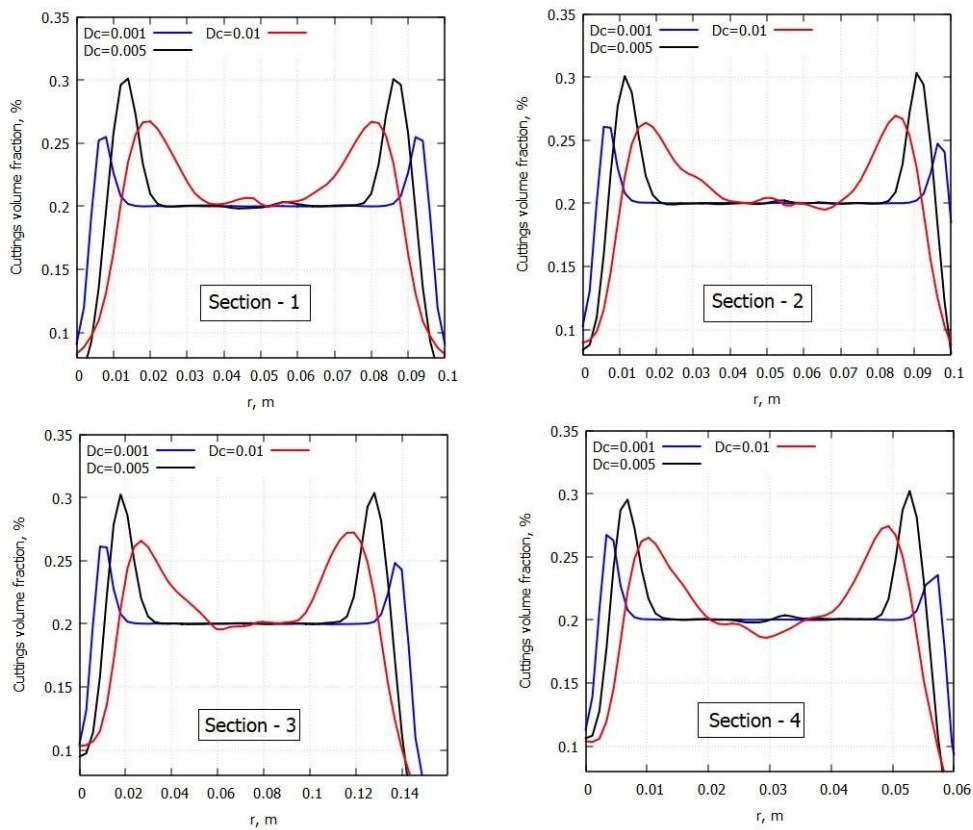 0.35
Dc=0.001 Dc=0.01
Dc=0.005
0.3
0.25
0.2
0.15
0.1
Cuttings volume fraction, %
Section - 1
0 0.01 0.02 0.03 0.04 0.05 0.06 0.07 0.08 0.09 0.1
r, m
0.35
Dc=0.001 Dc=0.01
Dc=0.005
0.3
0.25
0.2
0.15
0.1
Cuttings volume fraction, %
Section - 2
0 0.01 0.02 0.03 0.04 0.05 0.06 0.07 0.08 0.09 0.1
r, m
0.35
Dc=0.001 Dc=0.01
Dc=0.005
0.3
0.25
0.2
0.15
0.1
Cuttings volume fraction, %
Section - 3
0 0.02 0.04 0.06 0.08 0.1 0.12 0.14
r, m
0.35
Dc=0.001 Dc=0.01
Dc=0.005
0.3
0.25
0.2
0.15
0.1
Cuttings volume fraction, %
Section - 4
0 0.01 0.02 0.03 0.04 0.05 0.06
r, m